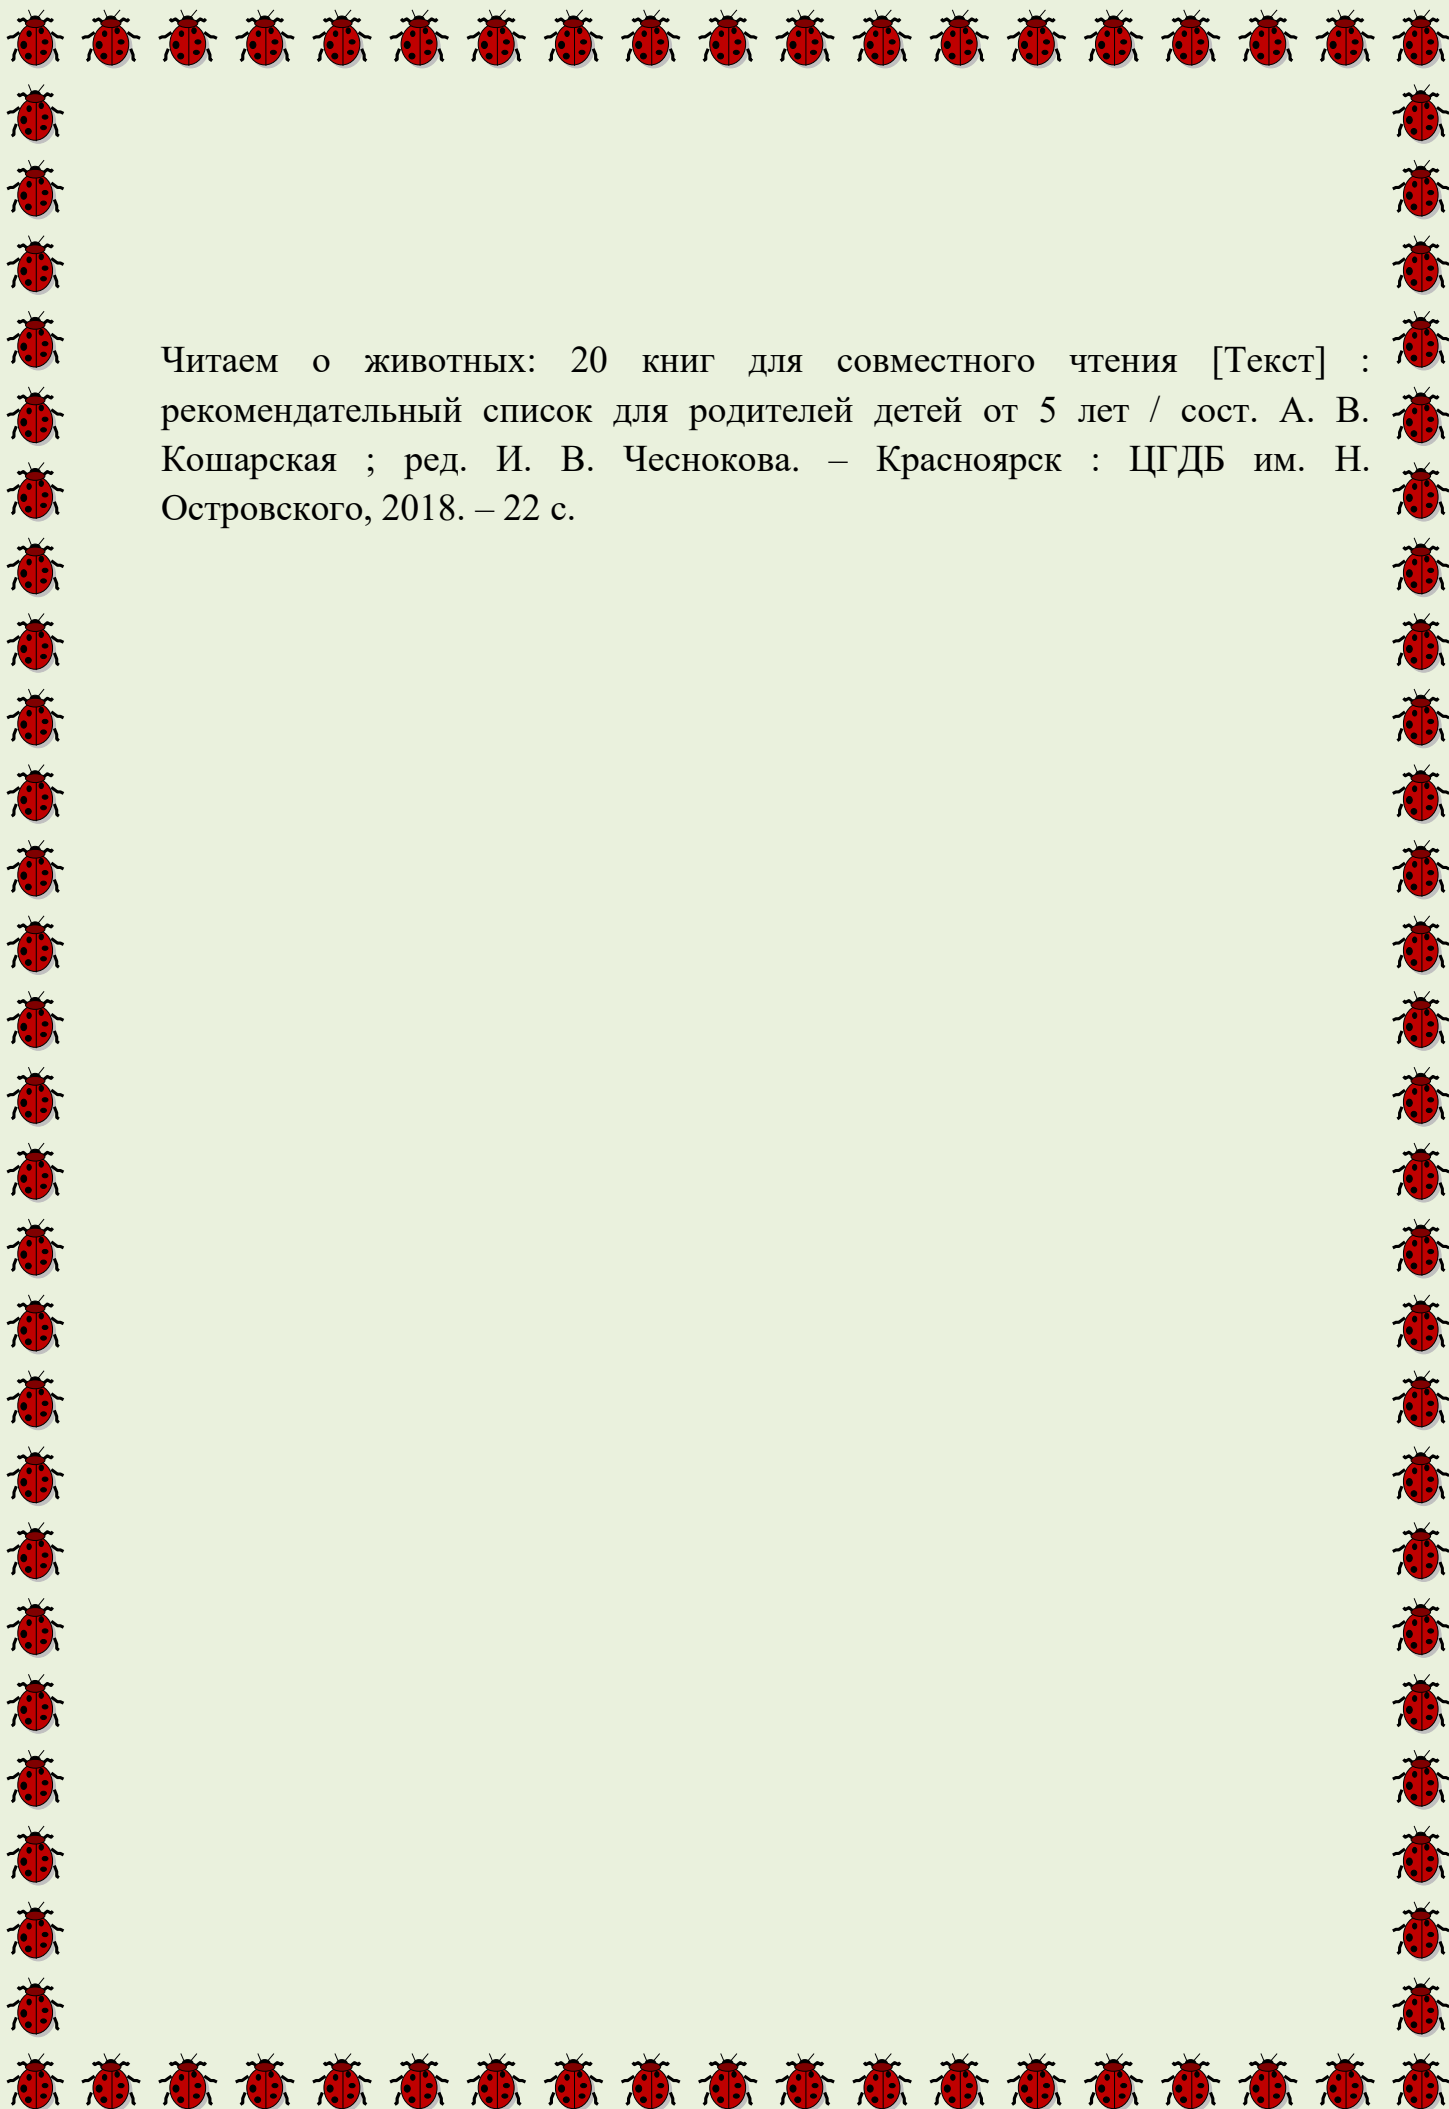 Читаем о животных: 20 книг для совместного чтения [Текст] :
рекомендательный список для родителей детей от 5 лет / сост. А. В.
Кошарская ; ред. И. В. Чеснокова. – Красноярск : ЦГДБ им. Н.
Островского, 2018. – 22 с.